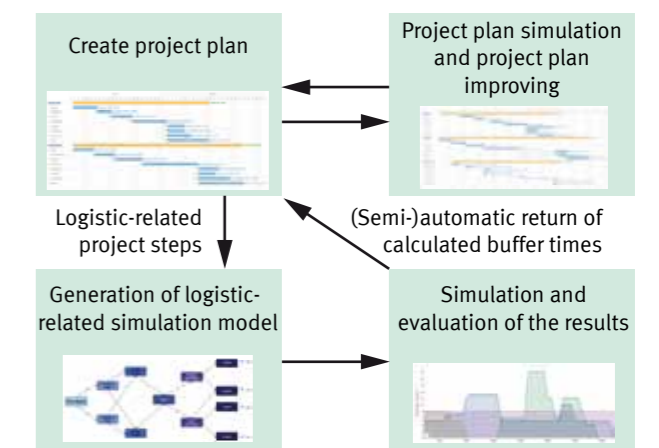 Create project plan
Project plan simulation
and project plan
improving
Logistic-related
project steps
(Semi-)automatic return of
calculated buffer times
Generation of logistic-
related simulation model
Simulation and
evaluation of the results